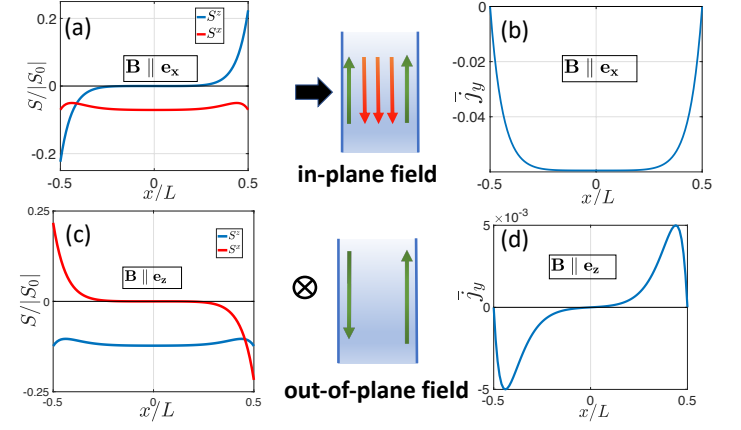 (a)
S^z
S^x
B ∥ e_x
S/|S_0|
0.2
0
-0.2
-0.5
0
0.5
x/L
in-plane field
(b)
B ∥ e_x
j̄_y
0
-0.02
-0.04
-0.5
0
0.5
x/L
(c)
S^z
S^x
B ∥ e_z
S/|S_0|
0.25
0
-0.25
-0.5
0
0.5
x/L
out-of-plane field
×10^-3
(d)
B ∥ e_z
j̄_y
5
0
-5
-0.5
0
0.5
x/L